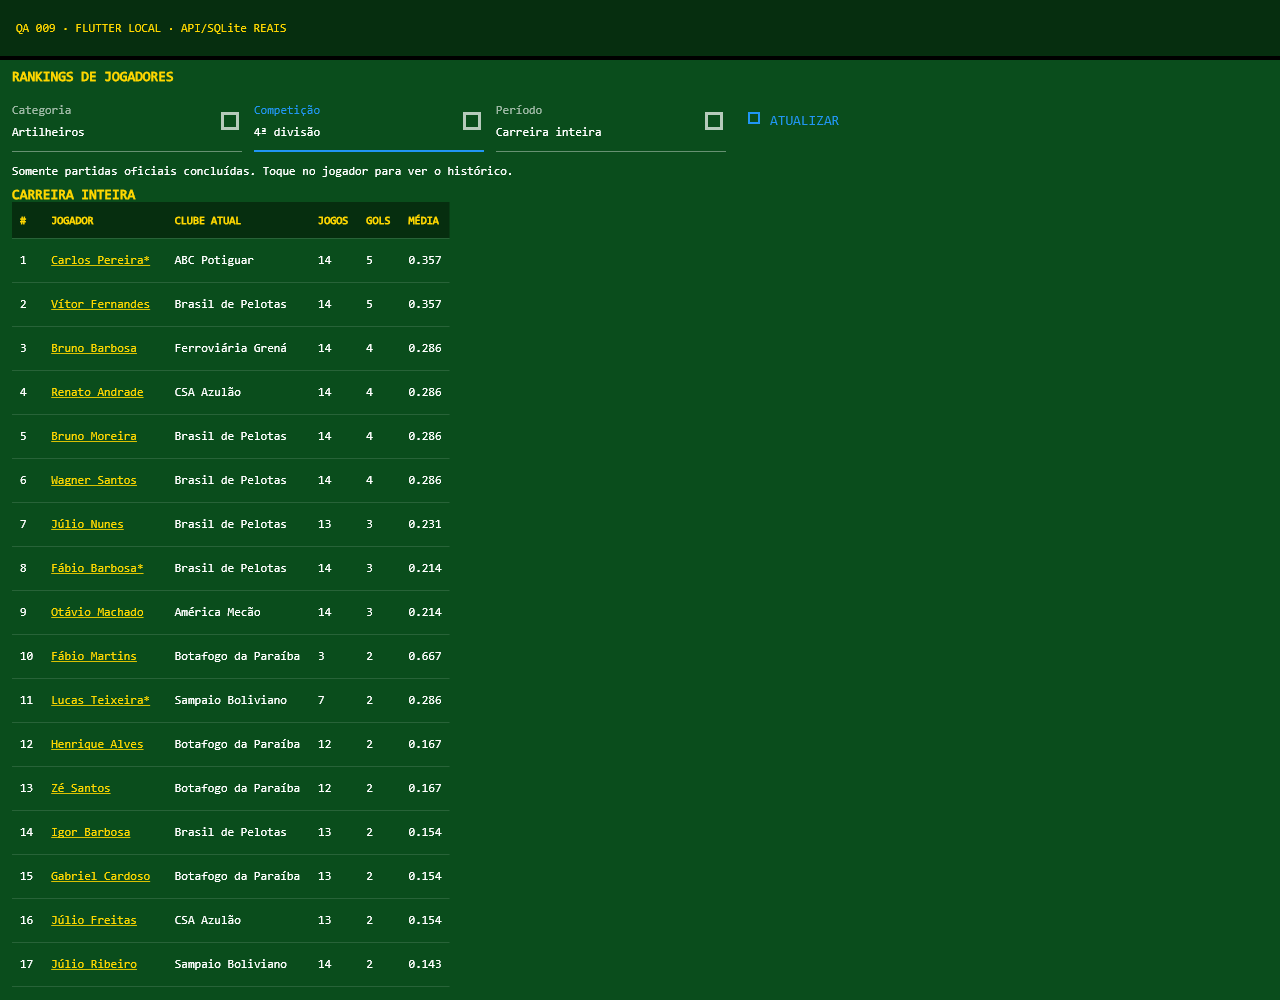 QA 009 · FLUTTER LOCAL · API/SQLite REAIS
RANKINGS DE JOGADORES
Categoria Competição Período
Artilheiros 4ª divisão Carreira inteira ATUALIZAR
Somente partidas oficiais concluídas. Toque no jogador para ver o histórico.
CARREIRA INTEIRA
# JOGADOR CLUBE ATUAL JOGOS GOLS MÉDIA
1 Carlos Pereira* ABC Potiguar 14 5 0.357
2 Vítor Fernandes Brasil de Pelotas 14 5 0.357
3 Bruno Barbosa Ferroviária Grená 14 4 0.286
4 Renato Andrade CSA Azulão 14 4 0.286
5 Bruno Moreira Brasil de Pelotas 14 4 0.286
6 Wagner Santos Brasil de Pelotas 14 4 0.286
7 Júlio Nunes Brasil de Pelotas 13 3 0.231
8 Fábio Barbosa* Brasil de Pelotas 14 3 0.214
9 Otávio Machado América Mecão 14 3 0.214
10 Fábio Martins Botafogo da Paraíba 3 2 0.667
11 Lucas Teixeira* Sampaio Boliviano 7 2 0.286
12 Henrique Alves Botafogo da Paraíba 12 2 0.167
13 Zé Santos Botafogo da Paraíba 12 2 0.167
14 Igor Barbosa Brasil de Pelotas 13 2 0.154
15 Gabriel Cardoso Botafogo da Paraíba 13 2 0.154
16 Júlio Freitas CSA Azulão 13 2 0.154
17 Júlio Ribeiro Sampaio Boliviano 14 2 0.143